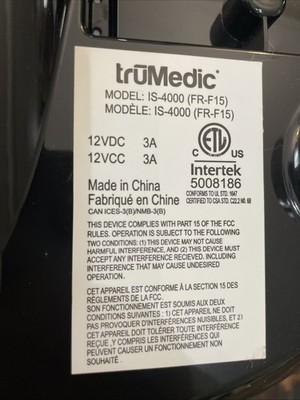 truMedic®
MODEL: IS-4000 (FR-F15)
MODÈLE: IS-4000 (FR-F15)
12VDC 3A
12VCC 3A
ETL
C US
Intertek
5008186
CONFORMS TO UL STD. 1647
CERTIFIED TO CSA STD. C22.2 NO. 68
Made in China
Fabriqué en Chine
CAN ICES-3(B)/NMB-3(B)
THIS DEVICE COMPLIES WITH PART 15 OF THE FCC
RULES. OPERATION IS SUBJECT TO THE FOLLOWING
TWO CONDITIONS: (1) THIS DEVICE MAY NOT CAUSE
HARMFUL INTERFERENCE, AND (2) THIS DEVICE MUST
ACCEPT ANY INTERFERENCE RECIEVED. INCLUDING
INTERFERENCE THAT MAY CAUSE UNDESIRED
OPERATION.
CET APPAREIL EST CONFORME À LA SECTION 15 DES
RÈGLEMENTS DE LA FCC.
SON FONCTIONNEMENT EST SOUMIS AUX DEUX
CONDITIONS SUIVANTES : 1) CET APPAREIL NE DOIT
PAS PROVOQUER D'INTERFÉRENCES NUISIBLES, ET 2)
CET APPAREIL DOIT TOLÉRER TOUTE INTERFÉRENCE
REÇUE ,Y COMPRIS CELLES QUI RISQUENT
PEUVENT CAUSER UN FONCTIONNEMENT NON
SOUHAITÉ .